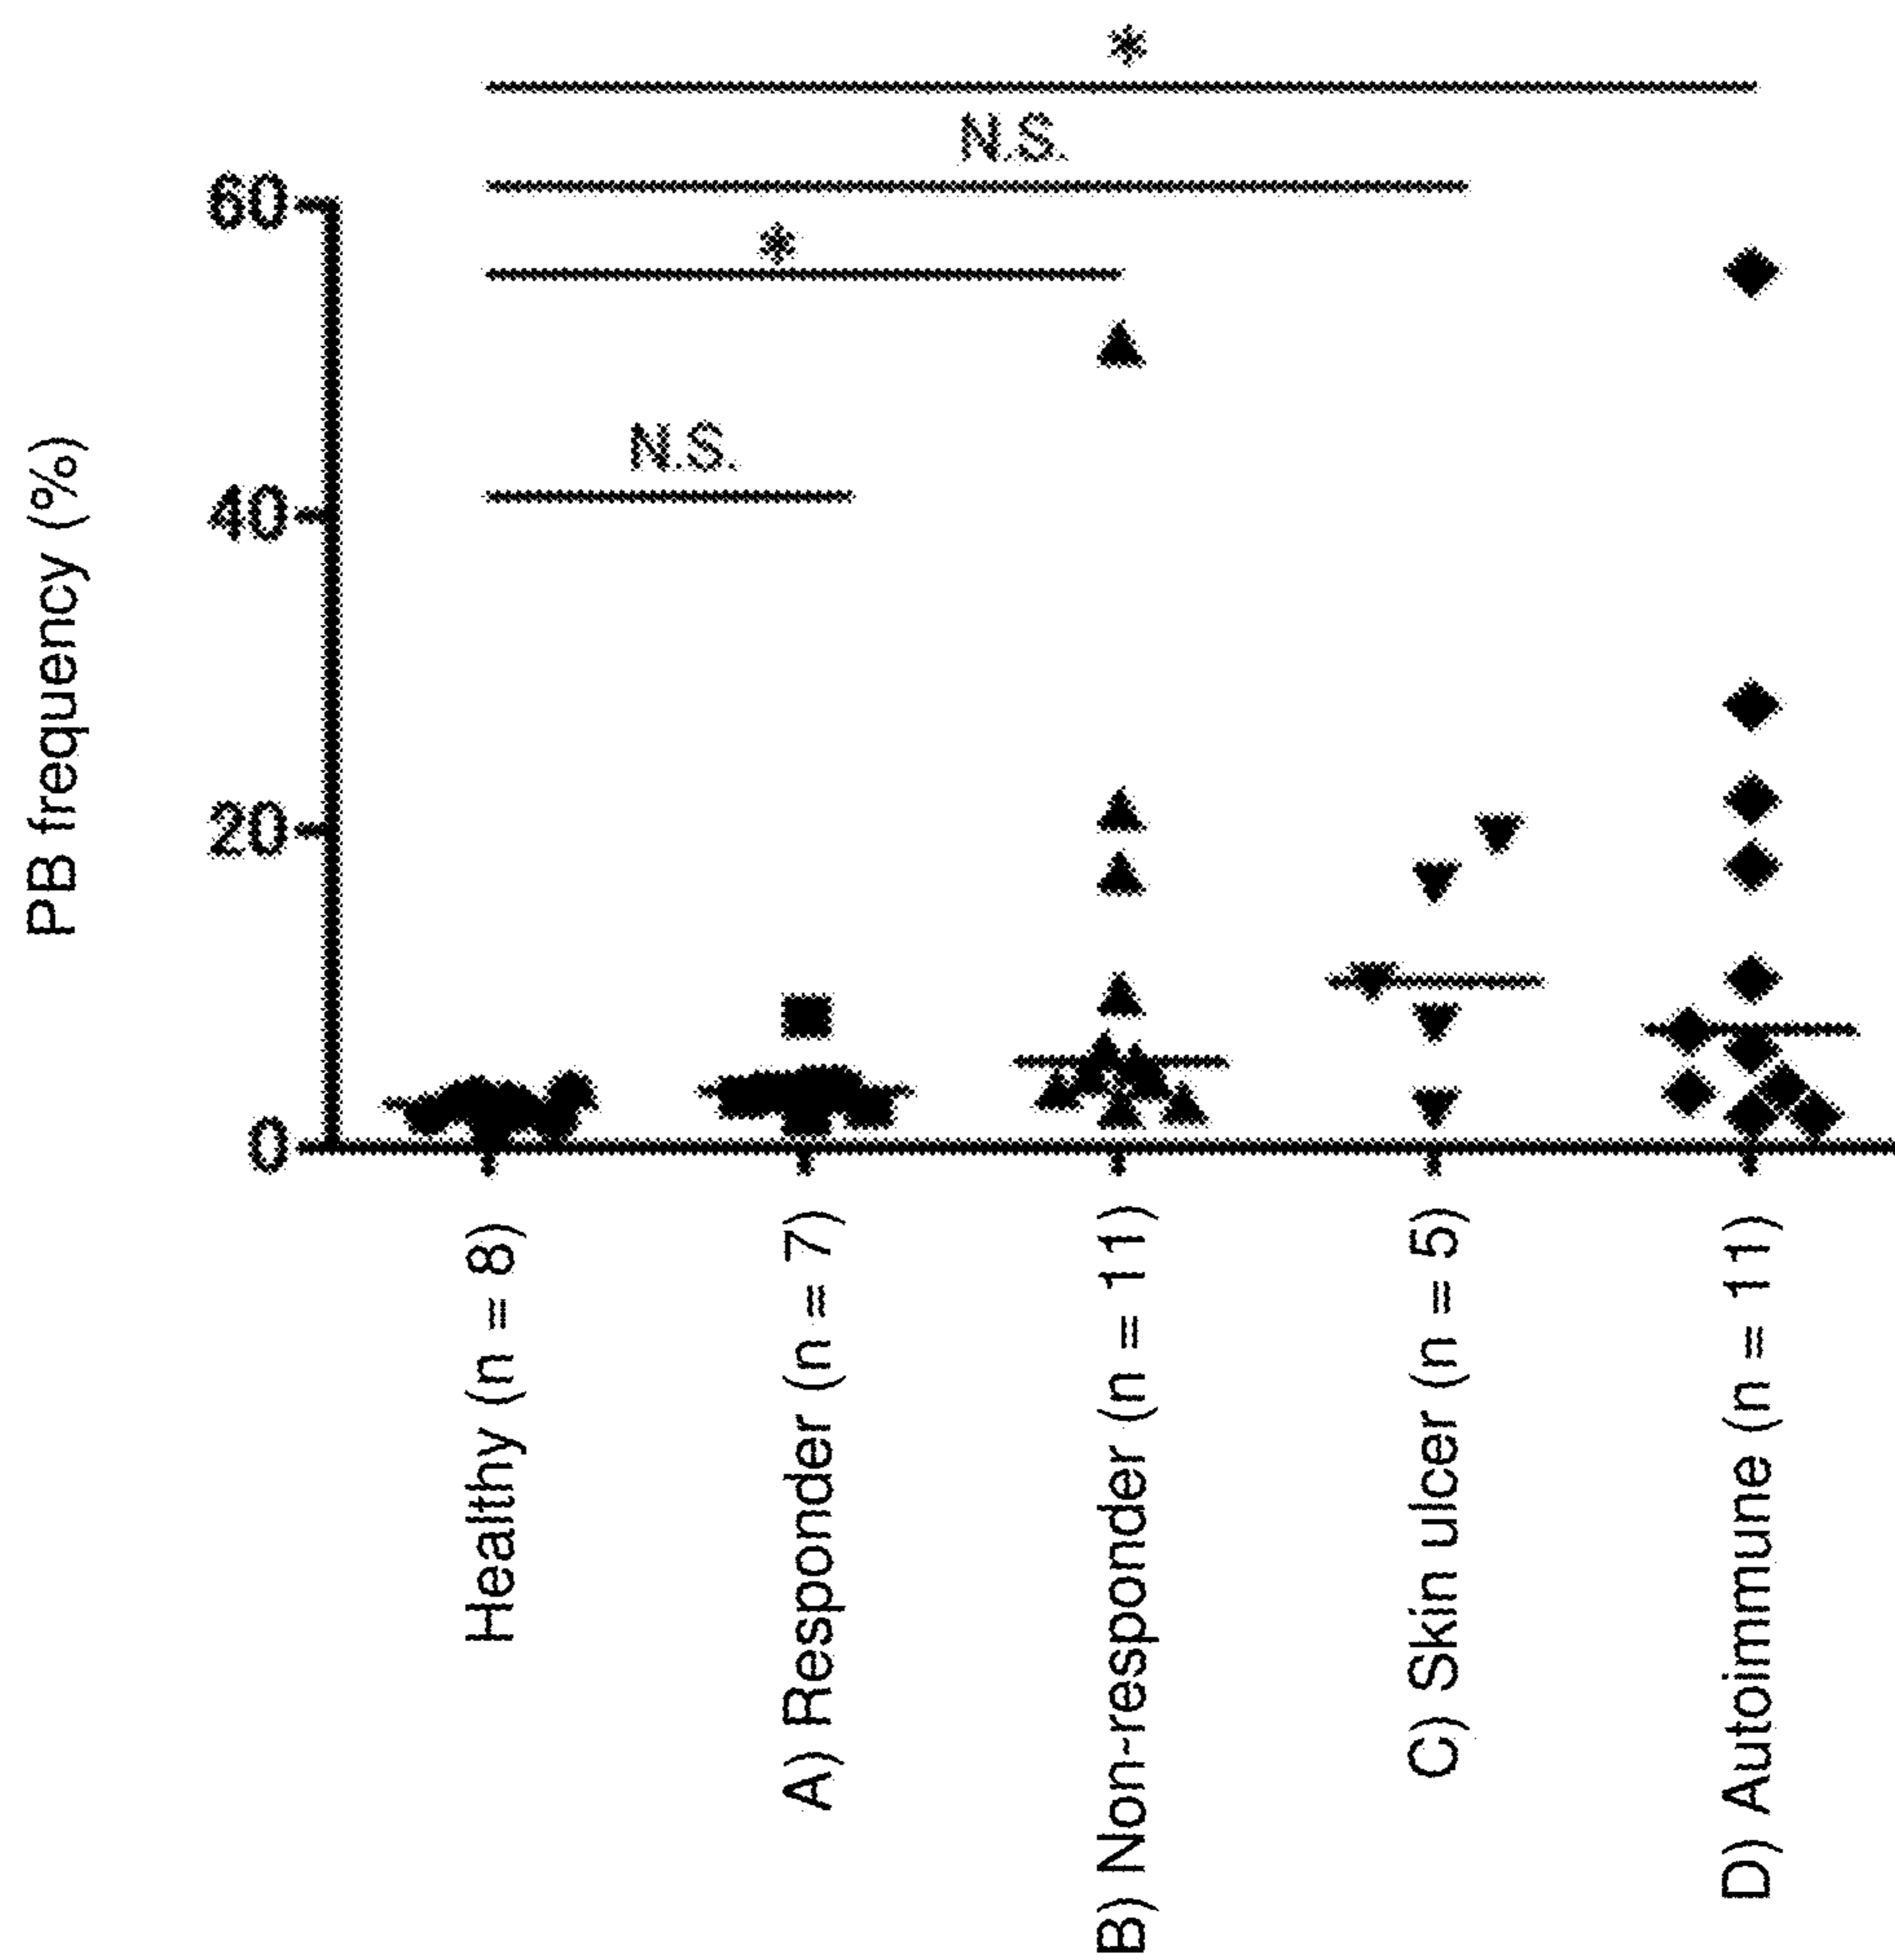 *
N.S.
*
N.S.
PB frequency (%)
60
40
20
0
Healthy (n = 8)
A) Responder (n = 7)
B) Non-responder (n = 11)
C) Skin ulcer (n = 5)
D) Autoimmune (n = 11)